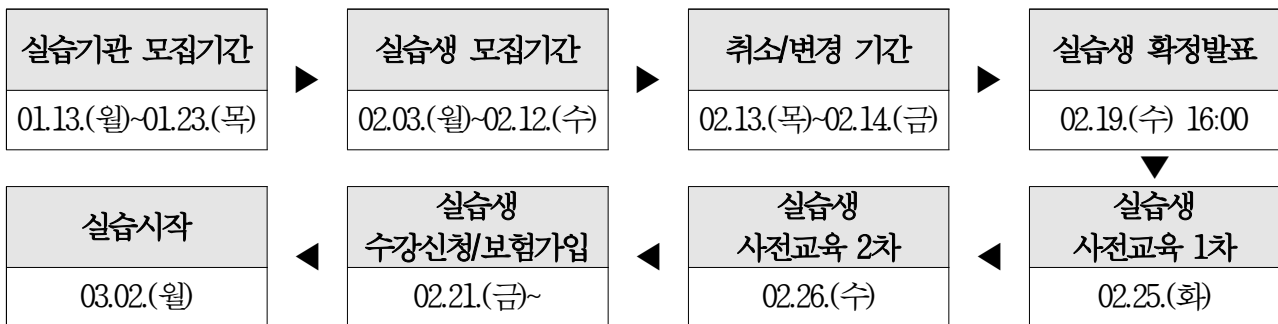 실습기관 모집기간
01.13.(월)~01.23.(목)
▶
실습생 모집기간
02.03.(월)~02.12.(수)
▶
취소/변경 기간
02.13.(목)~02.14.(금)
▶
실습생 확정발표
02.19.(수) 16:00
▼
실습생
사전교육 1차
02.25.(화)
◀
실습생
사전교육 2차
02.26.(수)
◀
실습생
수강신청/보험가입
02.21.(금)~
◀
실습시작
03.02.(월)